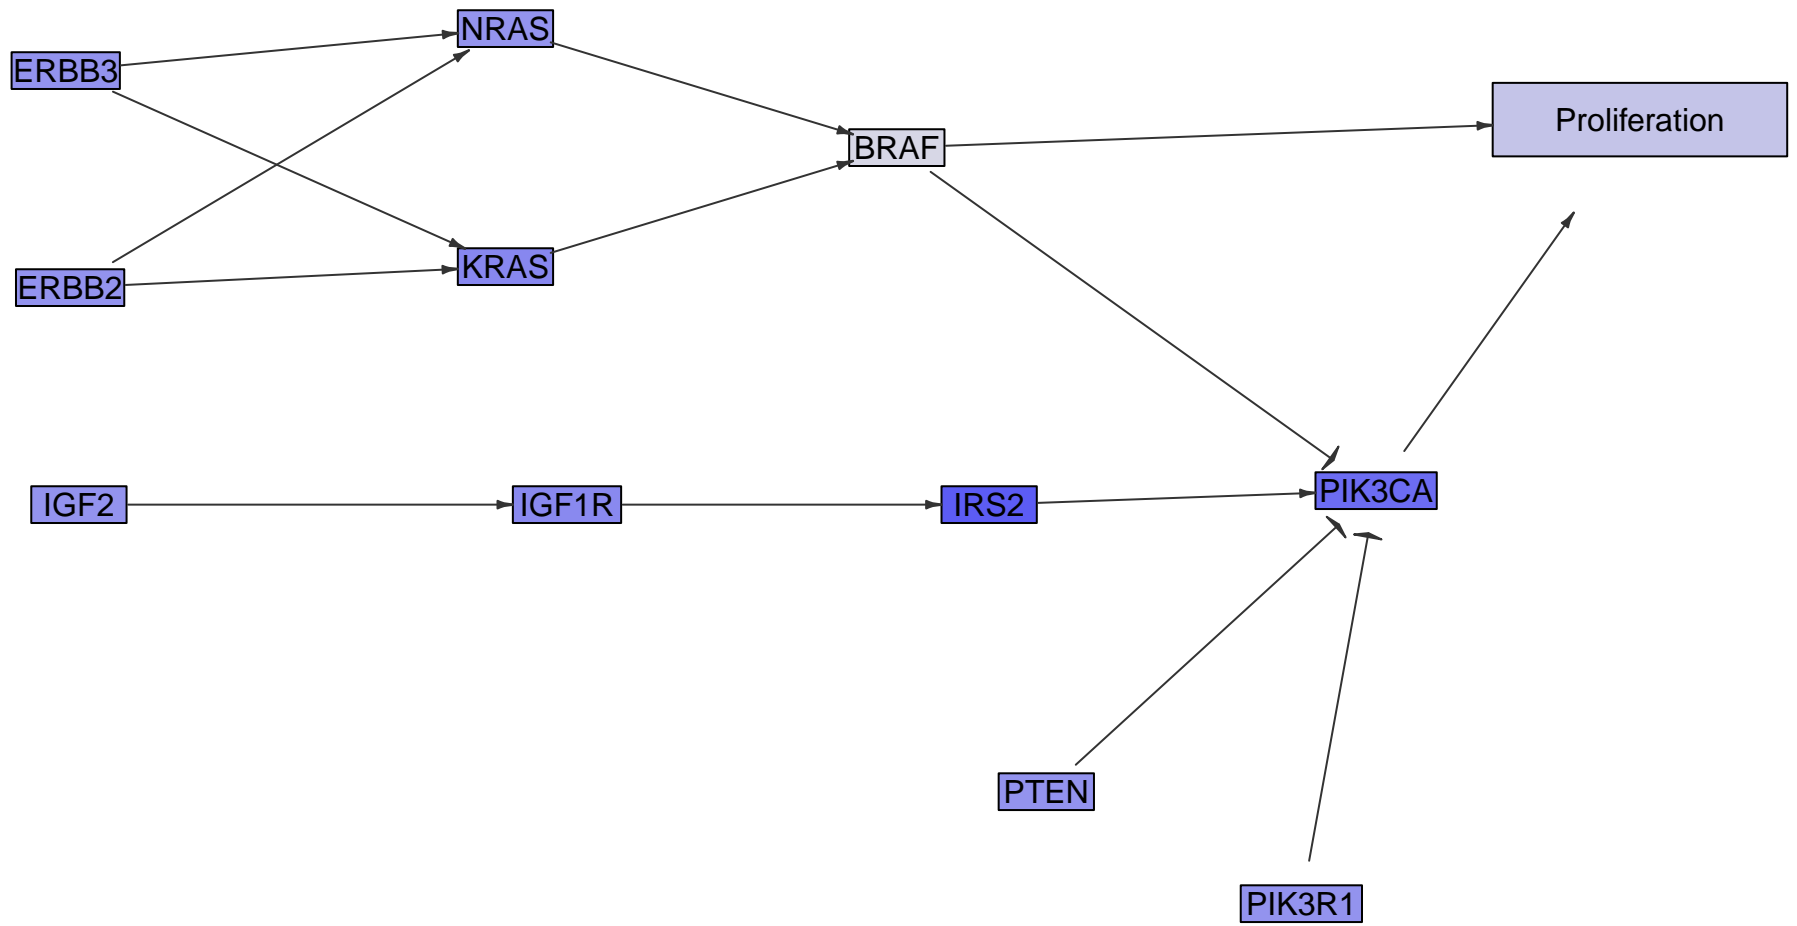 NRAS
ERBB3
Proliferation
BRAF
KRAS
ERBB2
IGF2
IGF1R
IRS2
PIK3CA
PTEN
PIK3R1